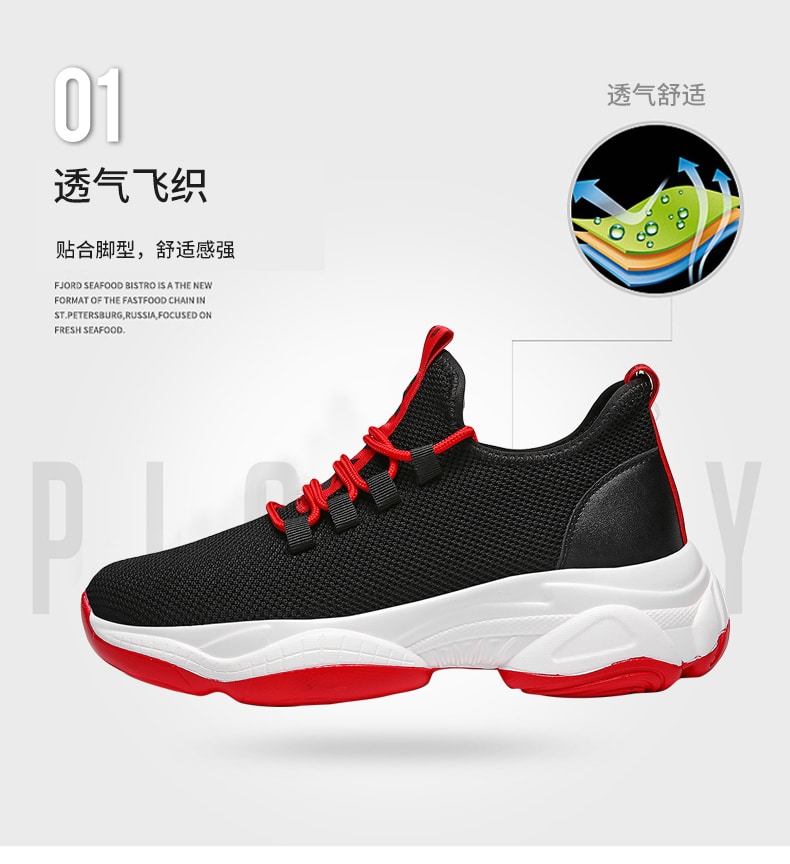 01
透气舒适
透气飞织
贴合脚型，舒适感强
FJORD SEAFOOD BISTRO IS A THE NEW
FORMAT OF THE FASTFOOD CHAIN IN
ST.PETERSBURG,RUSSIA,FOCUSED ON
FRESH SEAFOOD.